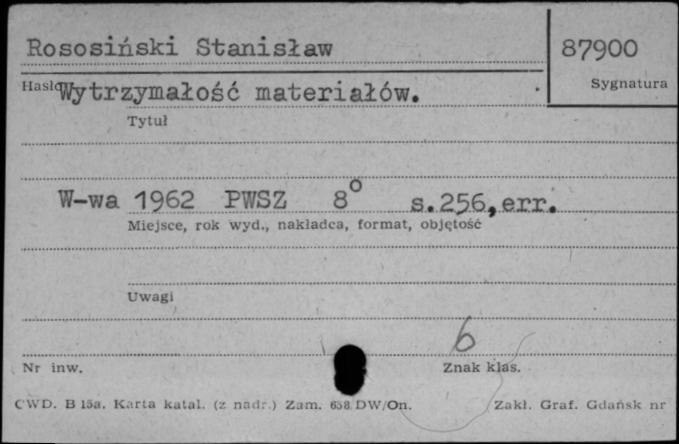 Rososiński Stanisław 87900
Hasło Sygnatura
Wytrzymałość materiałów.
Tytuł
W-wa 1962 PWSZ 8° s.256,err.
Miejsce, rok wyd., nakładca, format, objętość
Uwagi
6
Nr inw. Znak klas.
CWD. B 15a. Karta katal. (z nadr.) Zam. 658 DW/On. Zakł. Graf. Gdańsk nr